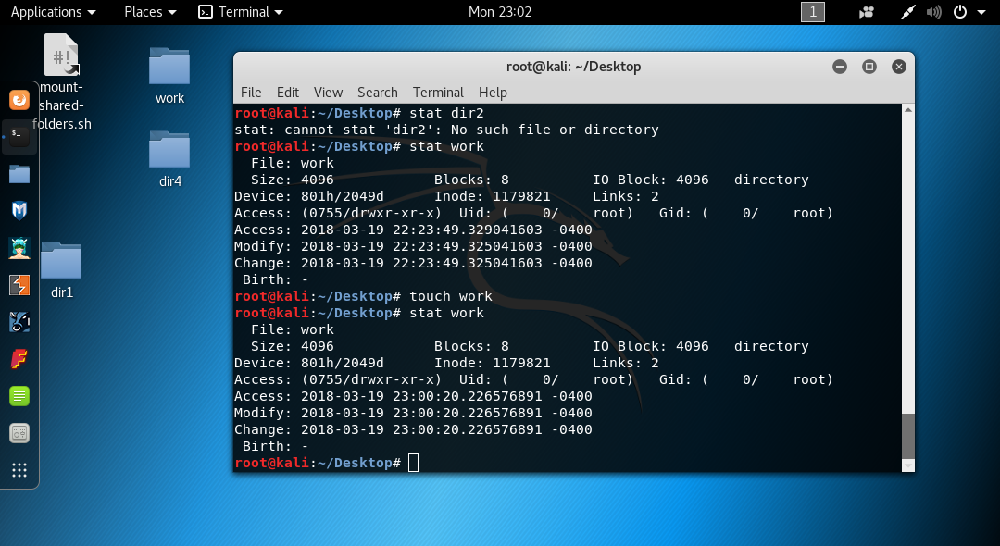 Applications Places Terminal Mon 23:02 1
#!
mount-
shared-
folders.sh
work
dir4
dir1
root@kali: ~/Desktop
File Edit View Search Terminal Help
root@kali:~/Desktop# stat dir2
stat: cannot stat 'dir2': No such file or directory
root@kali:~/Desktop# stat work
  File: work
  Size: 4096            Blocks: 8          IO Block: 4096   directory
Device: 801h/2049d      Inode: 1179821     Links: 2
Access: (0755/drwxr-xr-x)  Uid: (    0/    root)   Gid: (    0/    root)
Access: 2018-03-19 22:23:49.329041603 -0400
Modify: 2018-03-19 22:23:49.325041603 -0400
Change: 2018-03-19 22:23:49.325041603 -0400
 Birth: -
root@kali:~/Desktop# touch work
root@kali:~/Desktop# stat work
  File: work
  Size: 4096            Blocks: 8          IO Block: 4096   directory
Device: 801h/2049d      Inode: 1179821     Links: 2
Access: (0755/drwxr-xr-x)  Uid: (    0/    root)   Gid: (    0/    root)
Access: 2018-03-19 23:00:20.226576891 -0400
Modify: 2018-03-19 23:00:20.226576891 -0400
Change: 2018-03-19 23:00:20.226576891 -0400
 Birth: -
root@kali:~/Desktop#